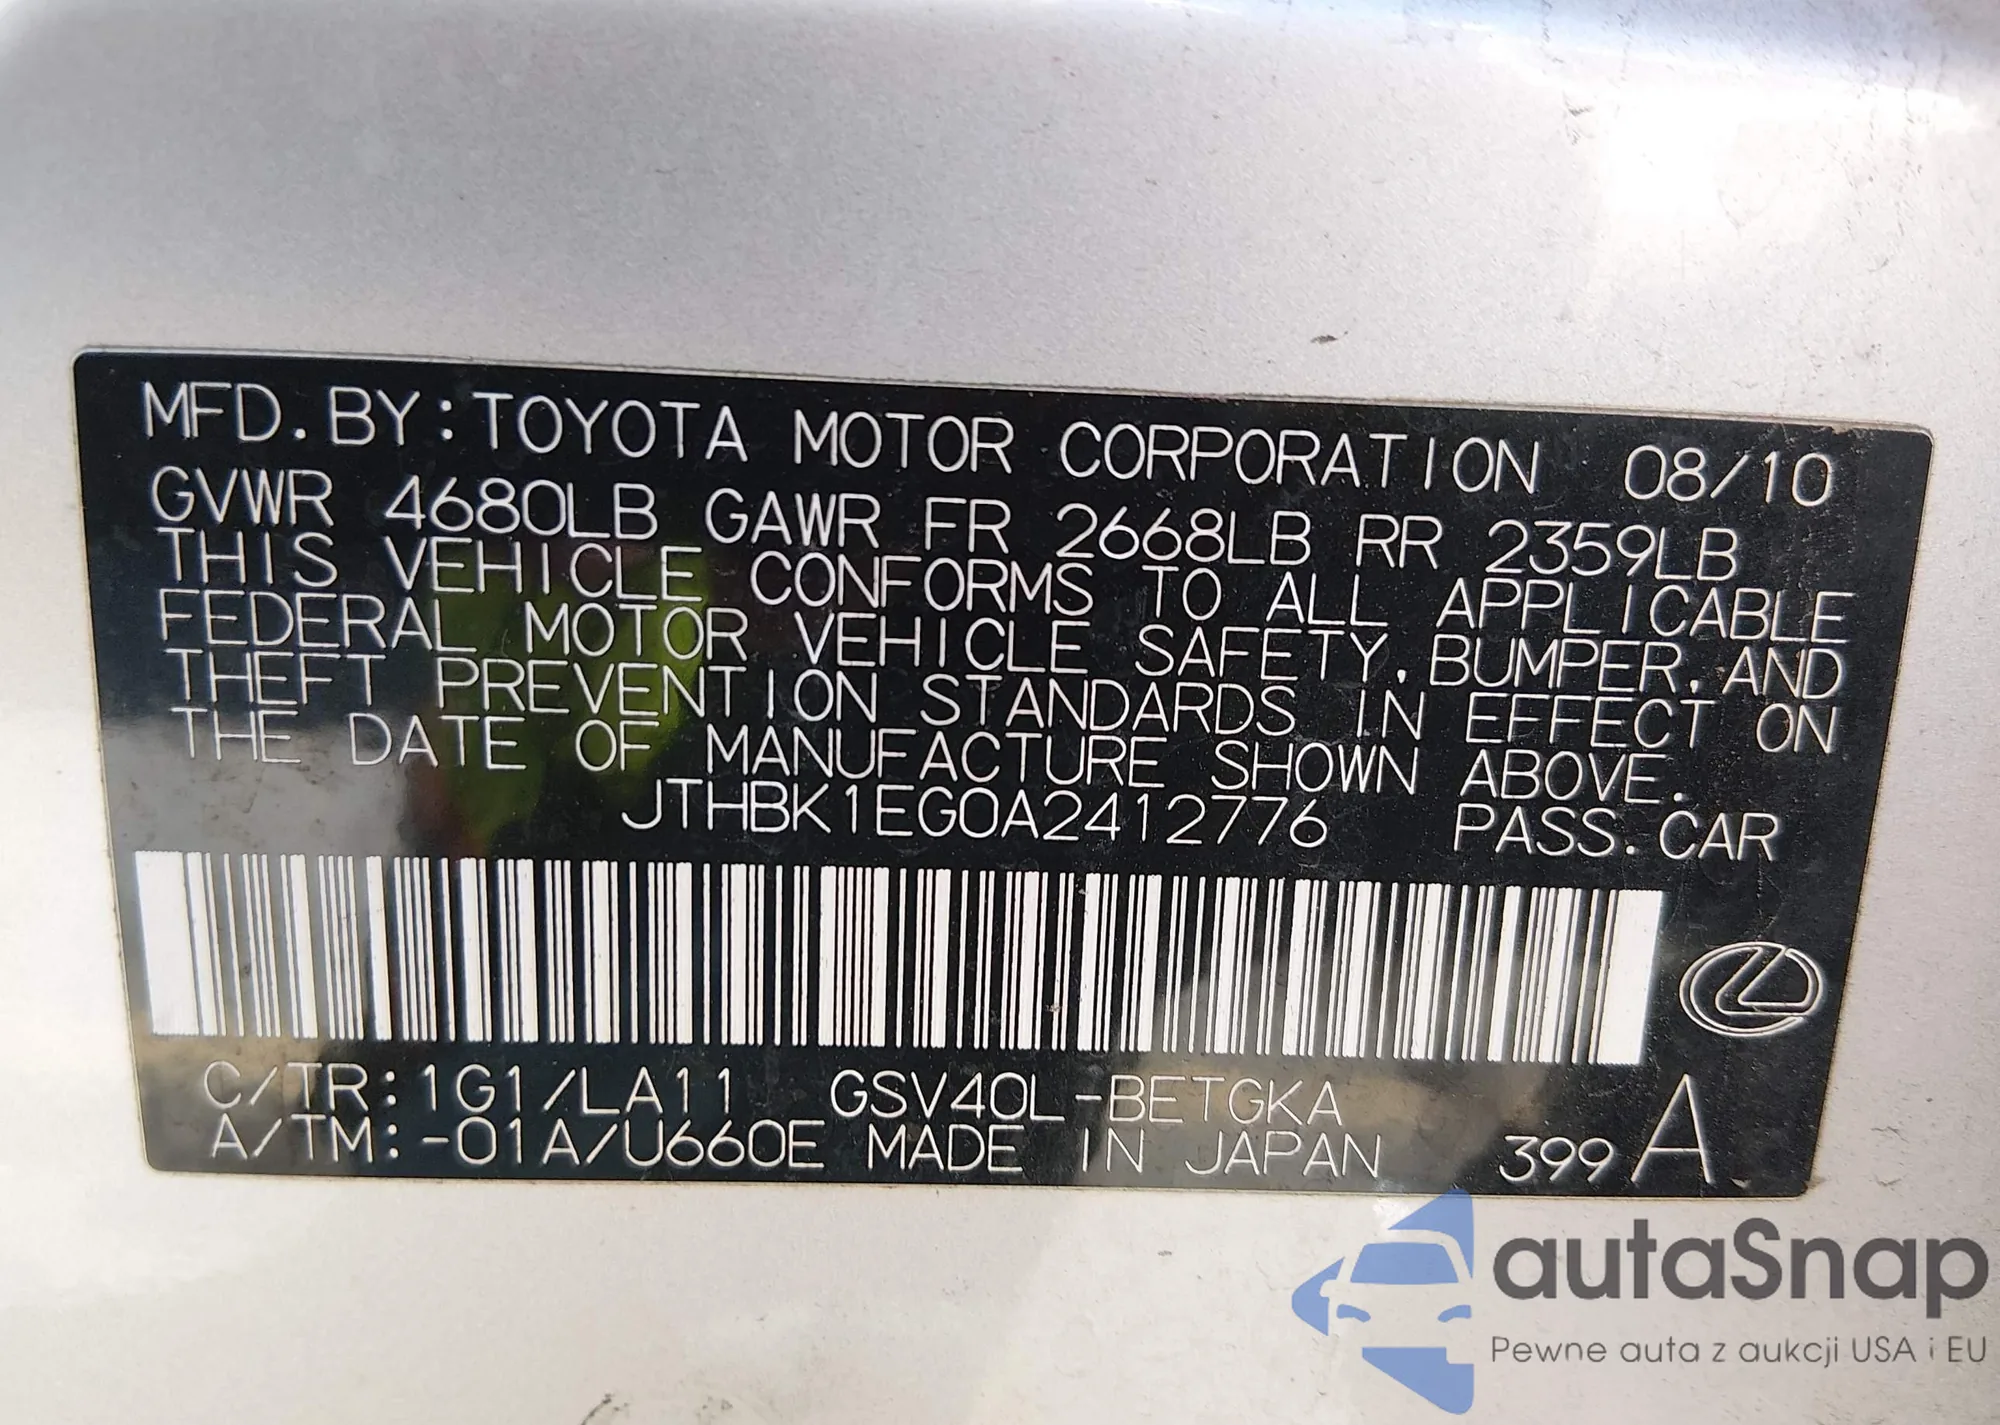 MFD. BY: TOYOTA MOTOR CORPORATION 08/10
GVWR 4680LB GAWR FR 2668LB RR 2359LB
THIS VEHICLE CONFORMS TO ALL APPLICABLE
FEDERAL MOTOR VEHICLE SAFETY, BUMPER, AND
THEFT PREVENTION STANDARDS IN EFFECT ON
THE DATE OF MANUFACTURE SHOWN ABOVE.
JTHBK1EG0A2412776 PASS. CAR
C/TR: 1G1/LA11 GSV40L-BETGKA
A/TM: -01A/U660E MADE IN JAPAN 399 A
autaSnap
Pewne auta z aukcji USA i EU